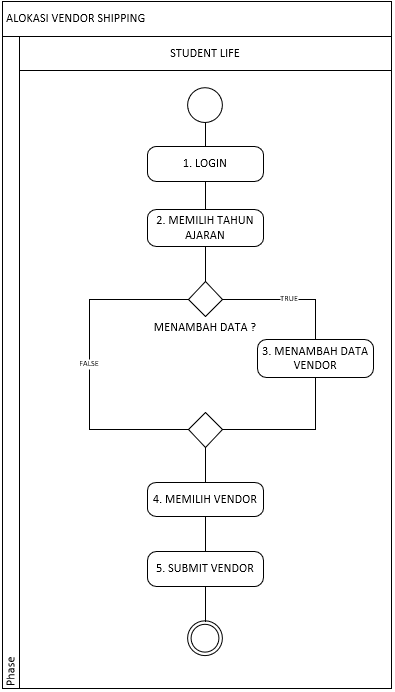 ALOKASI VENDOR SHIPPING
STUDENT LIFE
1. LOGIN
2. MEMILIH TAHUN
AJARAN
TRUE
MENAMBAH DATA ?
3. MENAMBAH DATA
VENDOR
FALSE
4. MEMILIH VENDOR
5. SUBMIT VENDOR
Phase